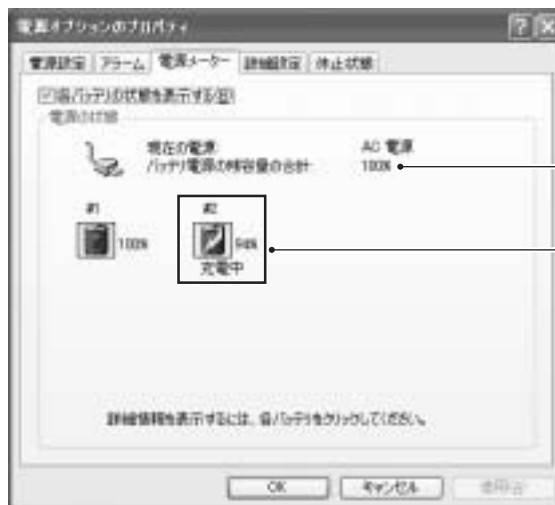 電源オプションのプロパティ
電源設定 アラーム 電源メーター 詳細設定 休止状態
各バッテリの状態を表示する(B)
電源の状態
現在の電源 AC 電源
バッテリ電源の残容量の合計 100%
#1 #2
100% 94%
充電中
詳細情報を表示するには、各バッテリをクリックしてください。
OK キャンセル 適用(A)